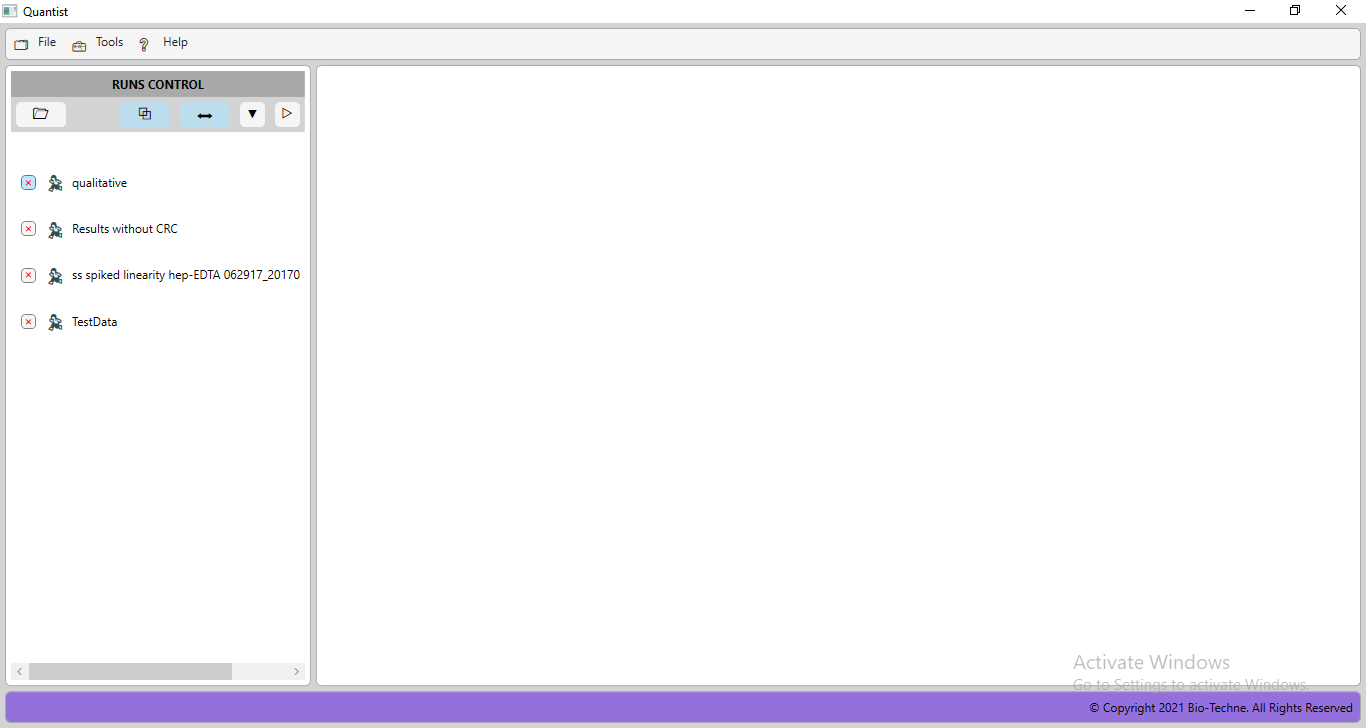 Quantist
File Tools Help
RUNS CONTROL
qualitative
Results without CRC
ss spiked linearity hep-EDTA 062917_20170
TestData
Activate Windows
Go to Settings to activate Windows.
© Copyright 2021 Bio-Techne. All Rights Reserved